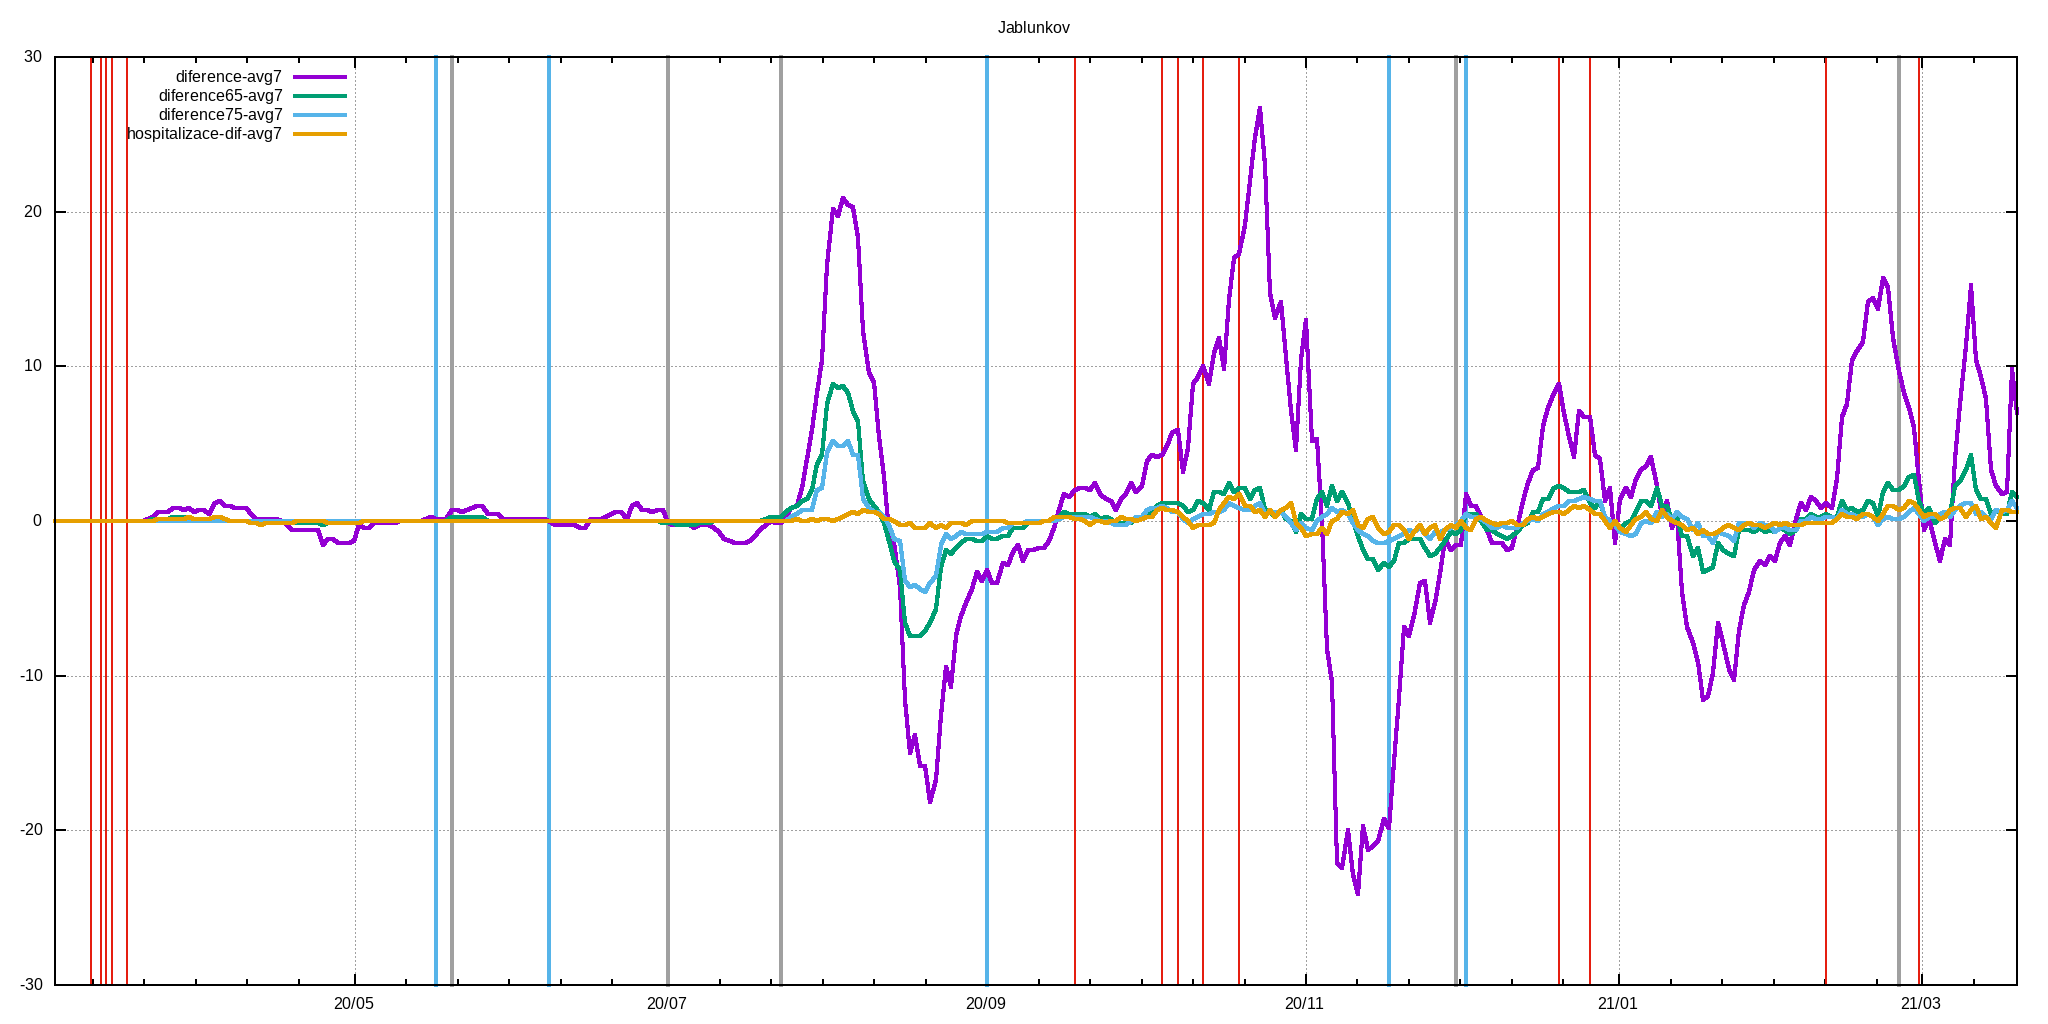 Jablunkov
diference-avg7
diference65-avg7
diference75-avg7
hospitalizace-dif-avg7
30
20
10
0
-10
-20
-30
20/05 20/07 20/09 20/11 21/01 21/03